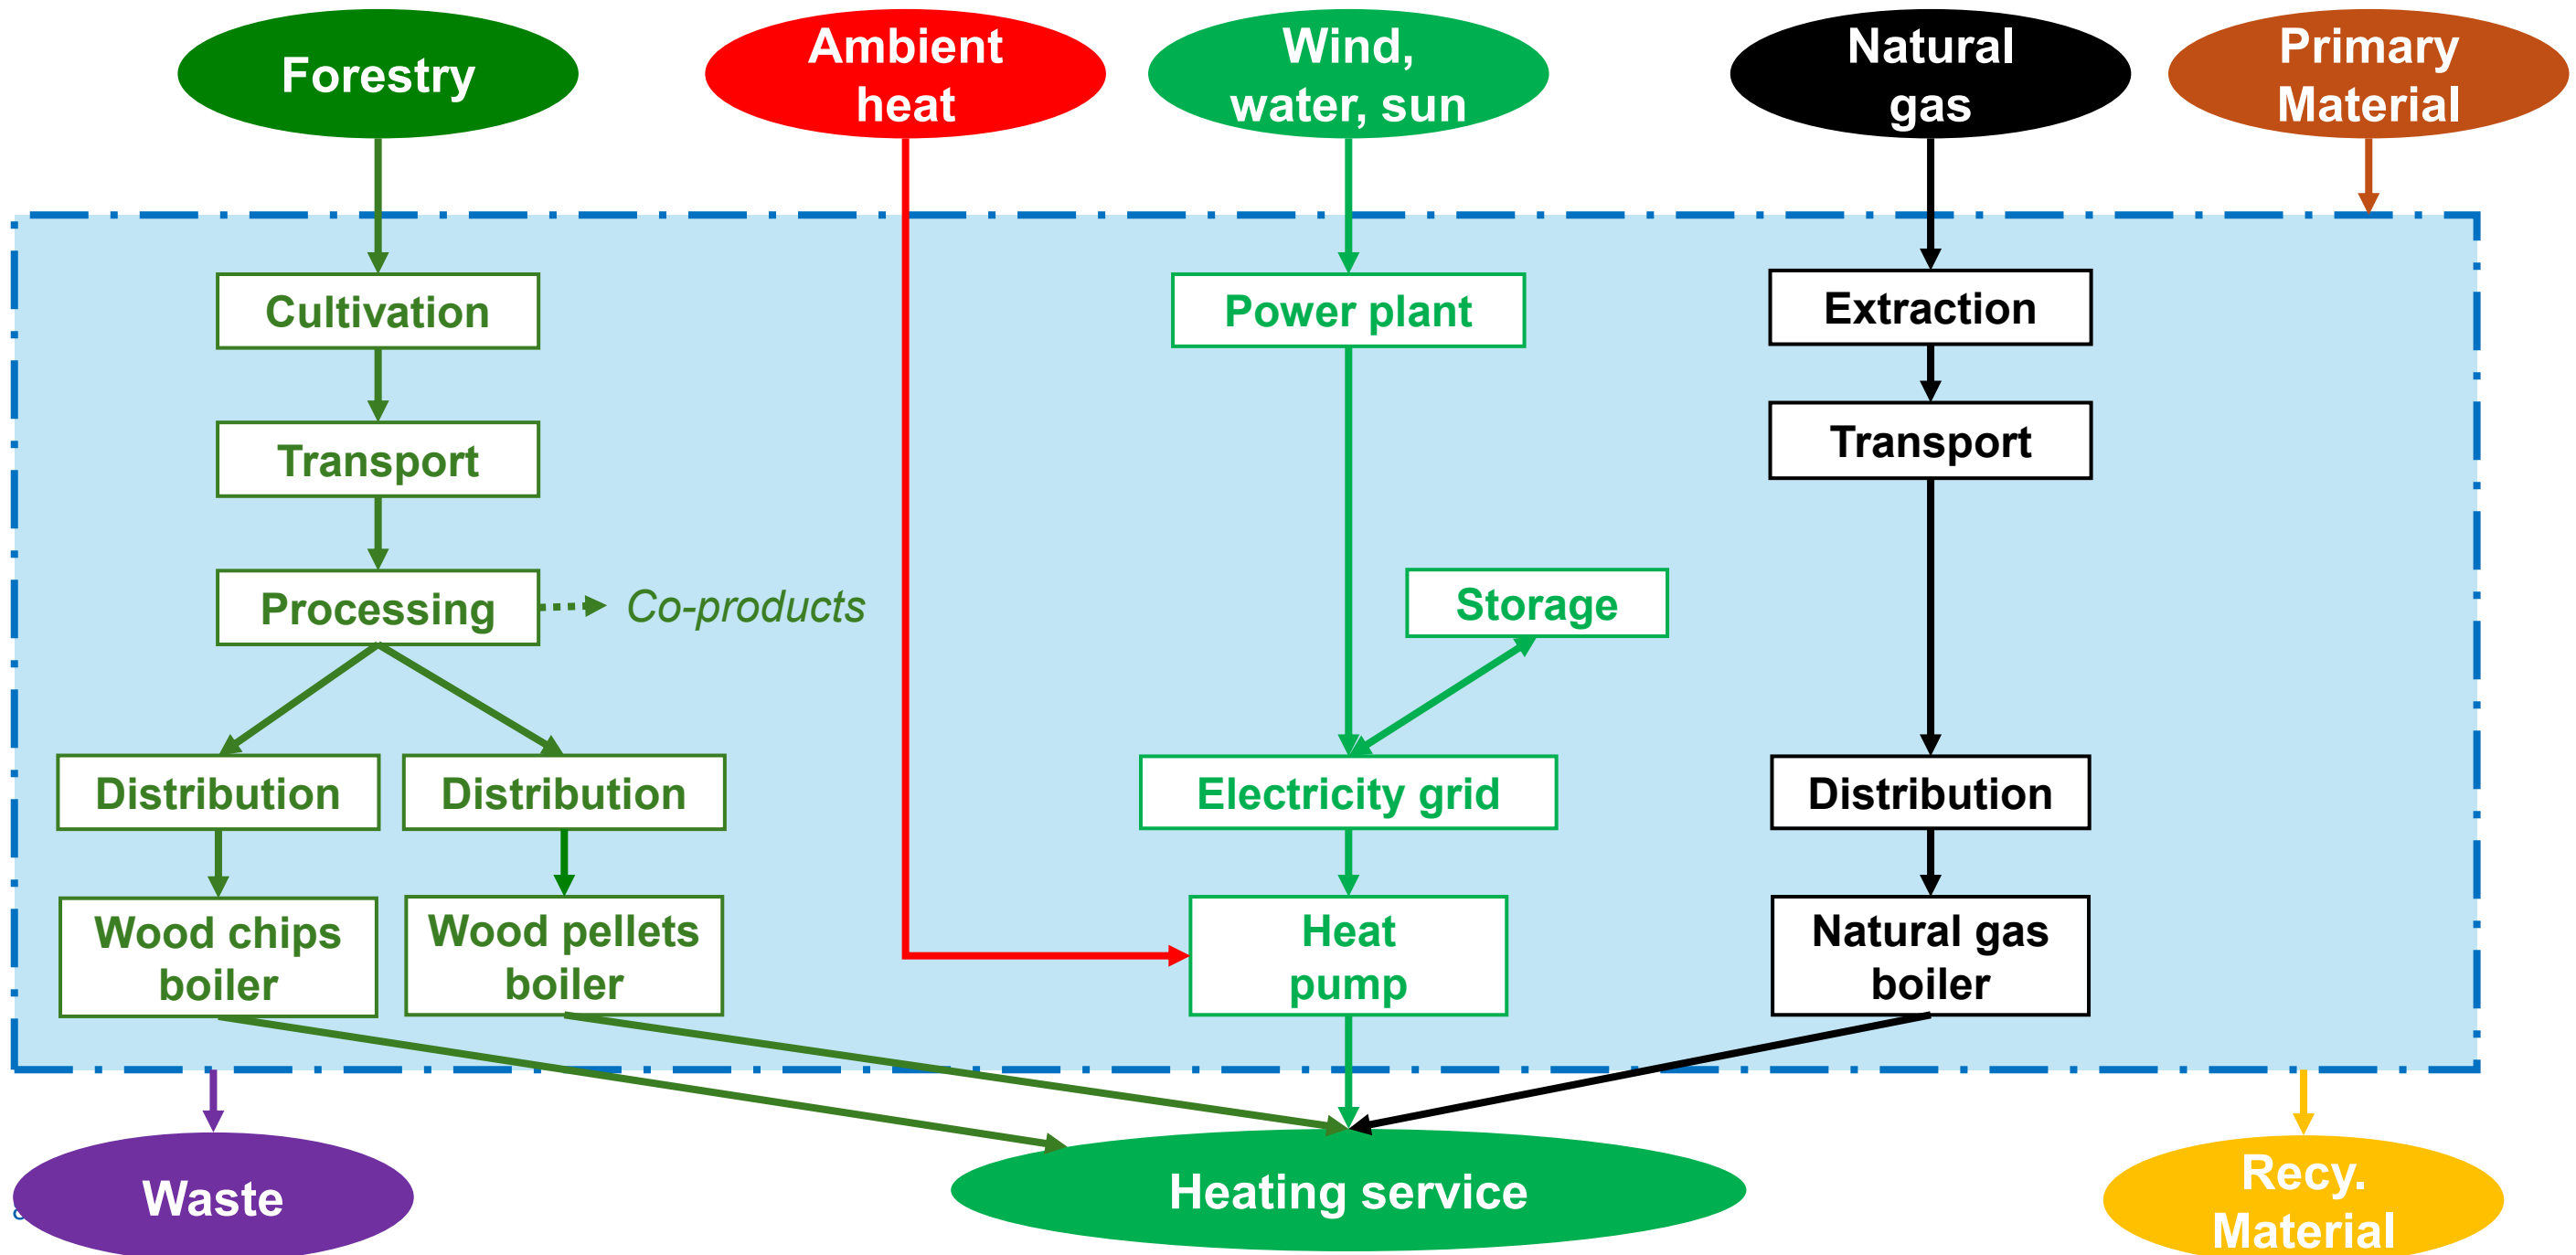 Forestry
Ambient
heat
Wind,
water, sun
Natural
gas
Primary
Material
Cultivation
Power plant
Extraction
Transport
Transport
Processing
Co-products
Storage
Distribution
Distribution
Electricity grid
Distribution
Wood chips
boiler
Wood pellets
boiler
Heat
pump
Natural gas
boiler
Waste
Heating service
Recy.
Material